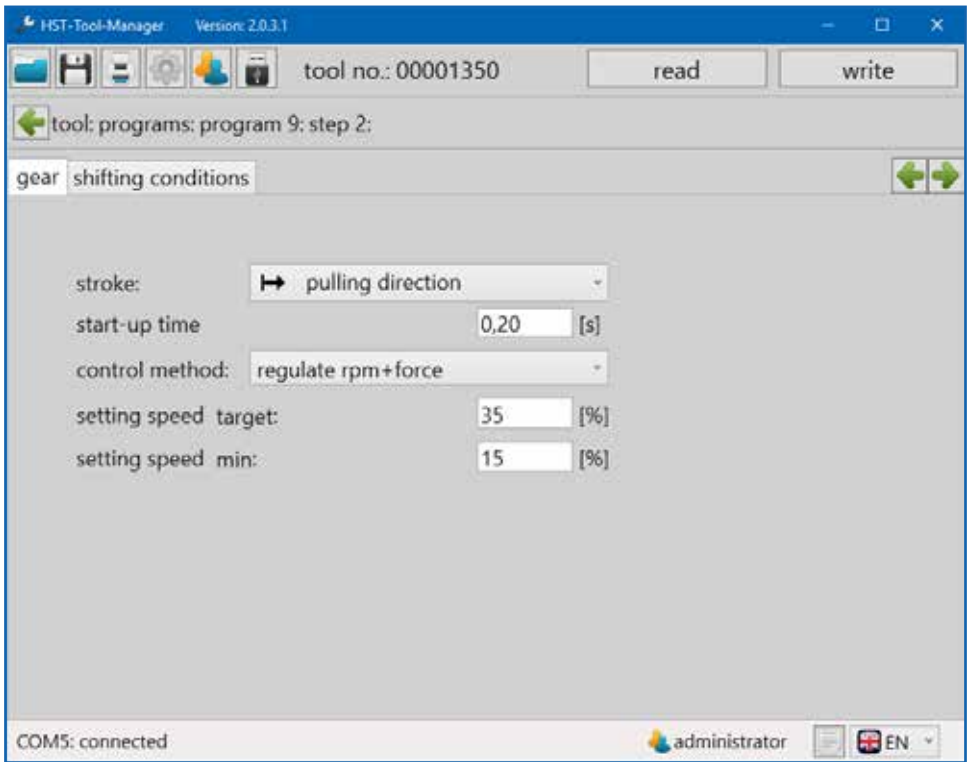 HST-Tool-Manager Version: 2.0.3.1
tool no.: 00001350 read write
tool: programs: program 9: step 2:
gear shifting conditions
stroke: pulling direction
start-up time 0,20 [s]
control method: regulate rpm+force
setting speed target: 35 [%]
setting speed min: 15 [%]
COM5: connected administrator EN